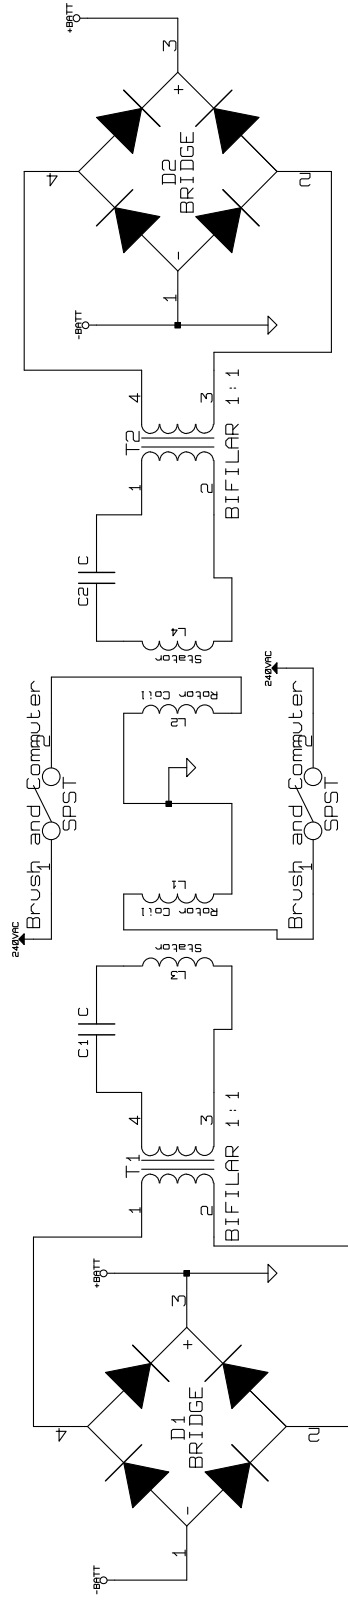 +BATT
3
+
4
D2
BRIDGE
2
-
1
-BATT
4
3
T2
BIFILAR 1:1
1
2
C2
C
L4
Stator
240VAC
Rotor Coil
L2
2
Brush and Commuter
SPST
1
2
Brush and Commuter
SPST
1
L1
Rotor Coil
240VAC
Stator
L3
C1
C
4
3
T1
BIFILAR 1:1
1
2
+BATT
3
+
4
D1
BRIDGE
2
-
1
-BATT